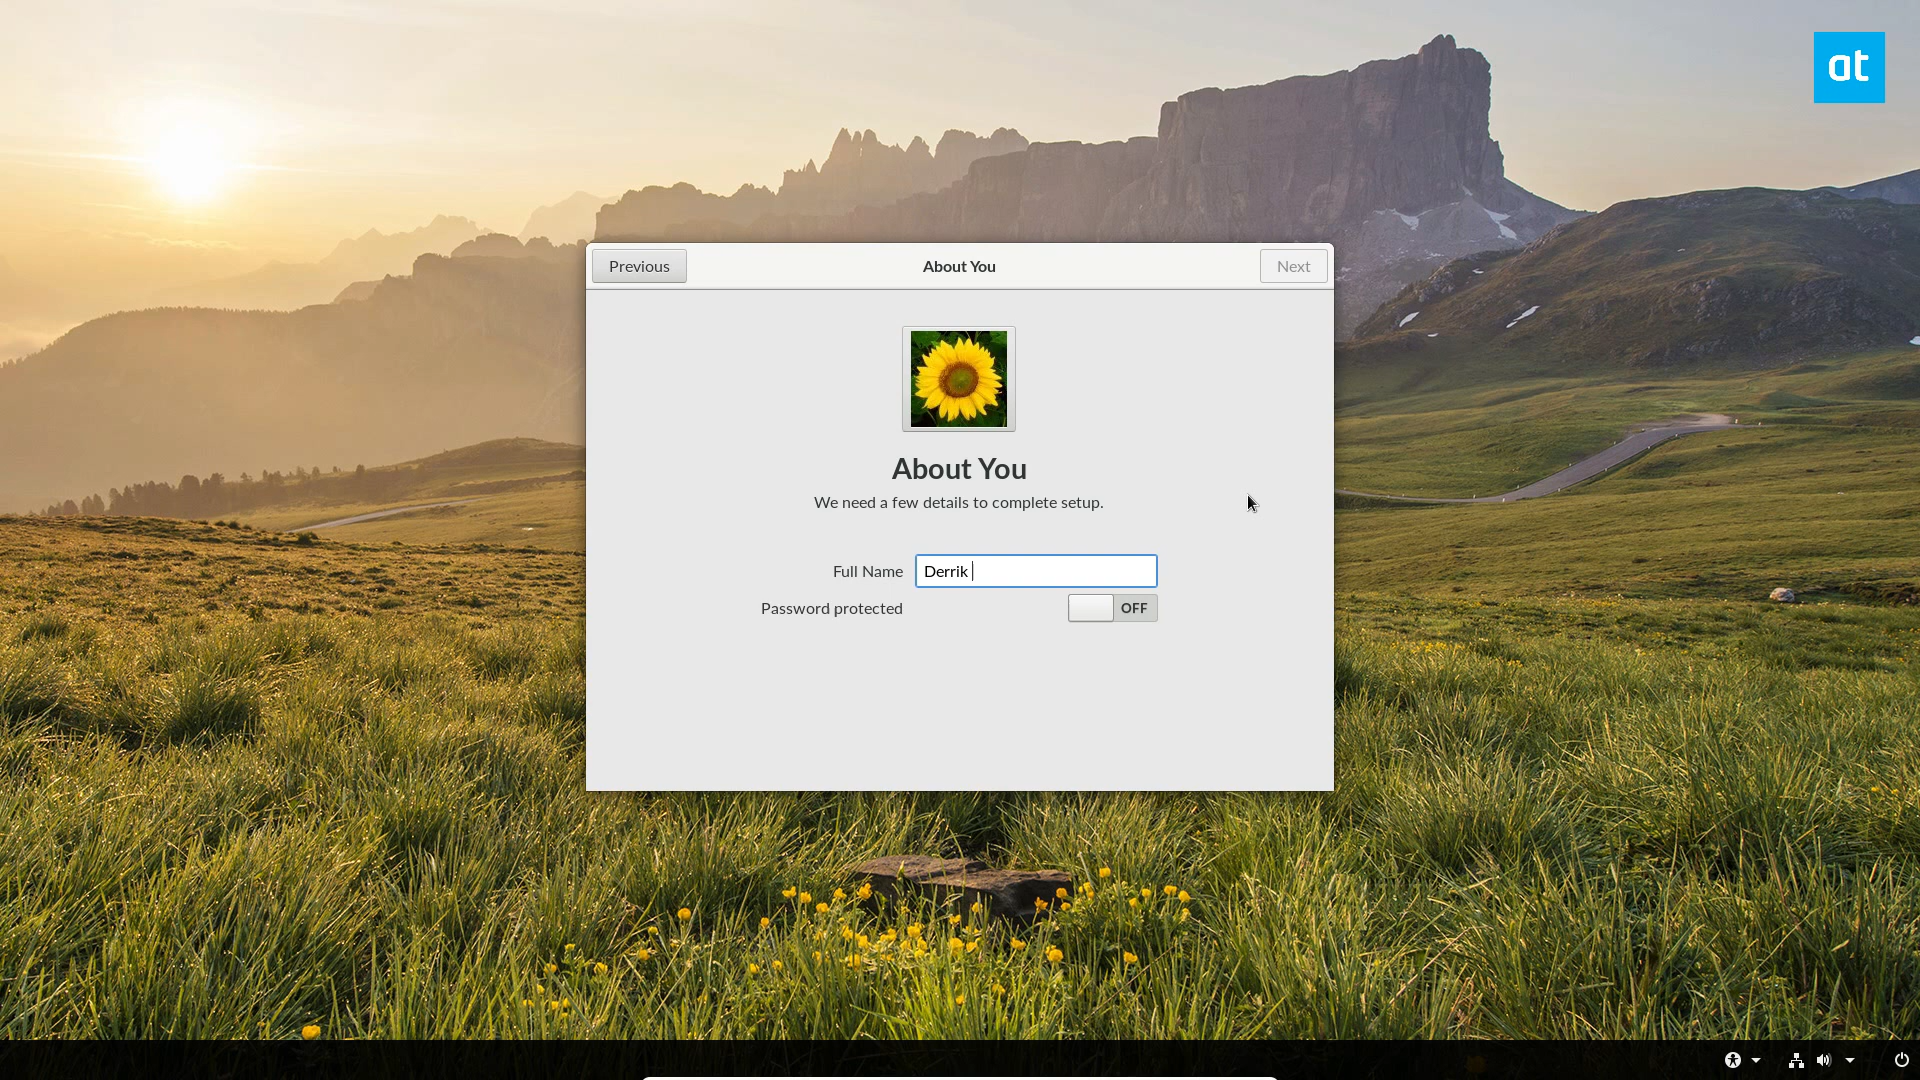 at
Previous
About You
Next
About You
We need a few details to complete setup.
Full Name
Derrik
Password protected
OFF